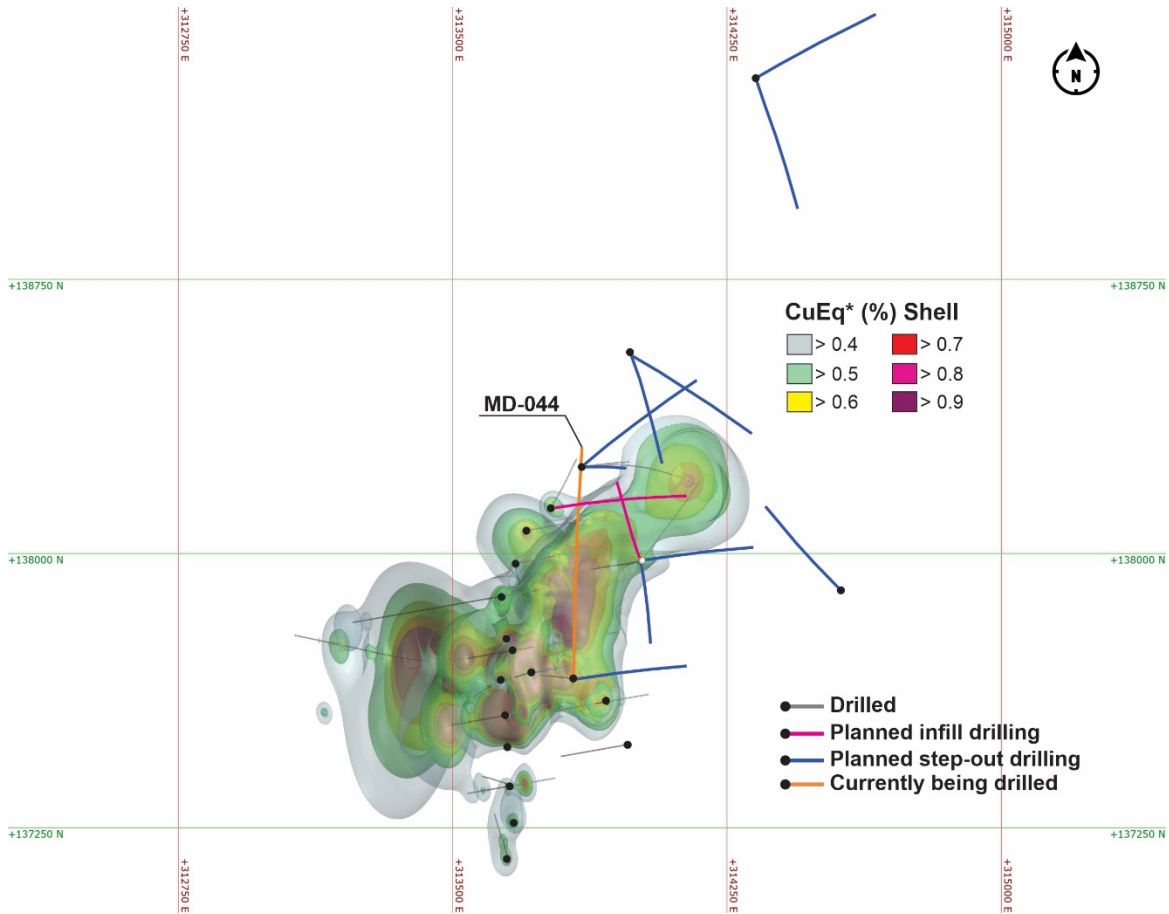 +312750 E
+313500 E
+314250 E
+315000 E
N
+138750 N
+138750 N
CuEq* (%) Shell
> 0.4
> 0.7
> 0.5
> 0.8
> 0.6
> 0.9
MD-044
+138000 N
+138000 N
Drilled
Planned infill drilling
Planned step-out drilling
Currently being drilled
+137250 N
+137250 N
+312750 E
+313500 E
+314250 E
+315000 E